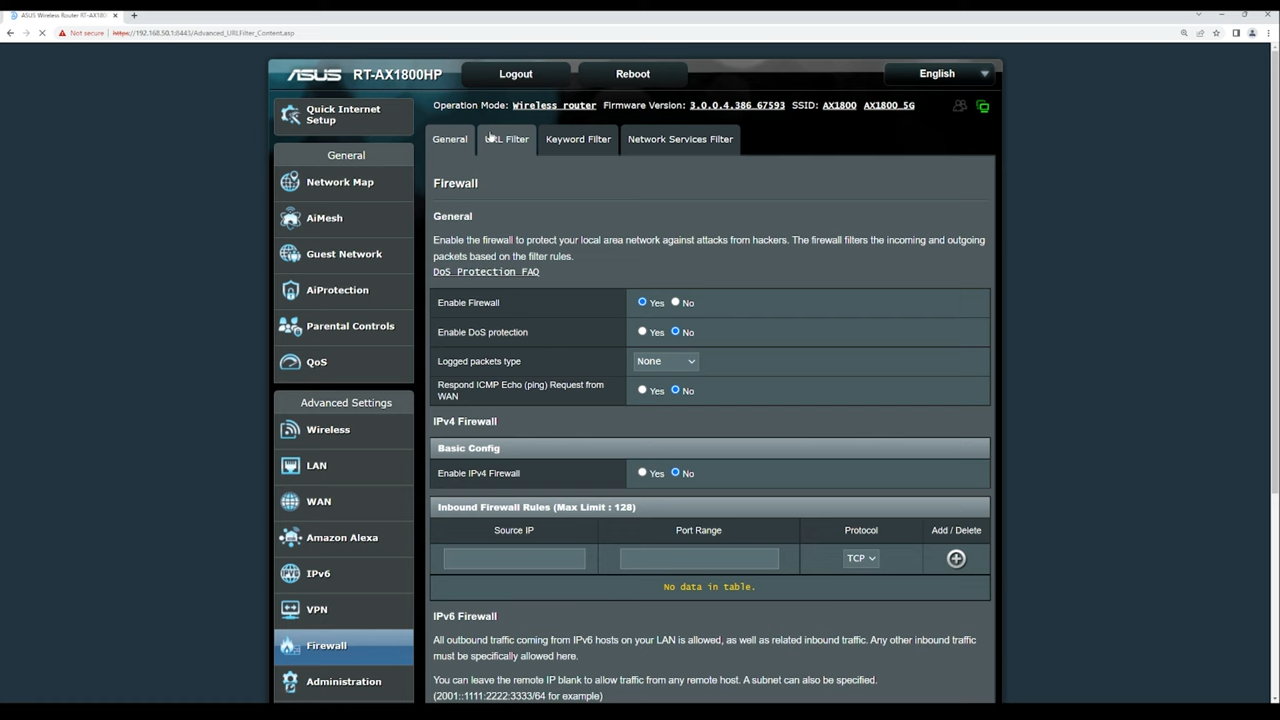 ASUS Wireless Router RT-AX180
Not secure https://192.168.50.1:8443/Advanced_URLFilter_Content.asp
ASUS RT-AX1800HP Logout Reboot English
Quick Internet Setup
Operation Mode: Wireless router Firmware Version: 3.0.0.4.386_67593 SSID: AX1800 AX1800_5G
General URL Filter Keyword Filter Network Services Filter
General
Network Map
AiMesh
Guest Network
AiProtection
Parental Controls
QoS
Advanced Settings
Wireless
LAN
WAN
Amazon Alexa
IPv6
VPN
Firewall
Administration
Firewall
General
Enable the firewall to protect your local area network against attacks from hackers. The firewall filters the incoming and outgoing
packets based on the filter rules.
DoS Protection FAQ
Enable Firewall Yes No
Enable DoS protection Yes No
Logged packets type None
Respond ICMP Echo (ping) Request from
WAN Yes No
IPv4 Firewall
Basic Config
Enable IPv4 Firewall Yes No
Inbound Firewall Rules (Max Limit : 128)
Source IP Port Range Protocol Add / Delete
TCP
No data in table.
IPv6 Firewall
All outbound traffic coming from IPv6 hosts on your LAN is allowed, as well as related inbound traffic. Any other inbound traffic
must be specifically allowed here.
You can leave the remote IP blank to allow traffic from any remote host. A subnet can also be specified.
(2001::1111:2222:3333/64 for example)